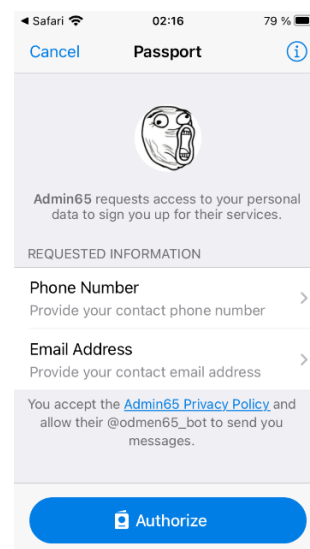 ◀ Safari 02:16 79 %
Cancel Passport i
Admin65 requests access to your personal
data to sign you up for their services.
REQUESTED INFORMATION
Phone Number
Provide your contact phone number
Email Address
Provide your contact email address
You accept the Admin65 Privacy Policy and
allow their @odmen65_bot to send you
messages.
Authorize